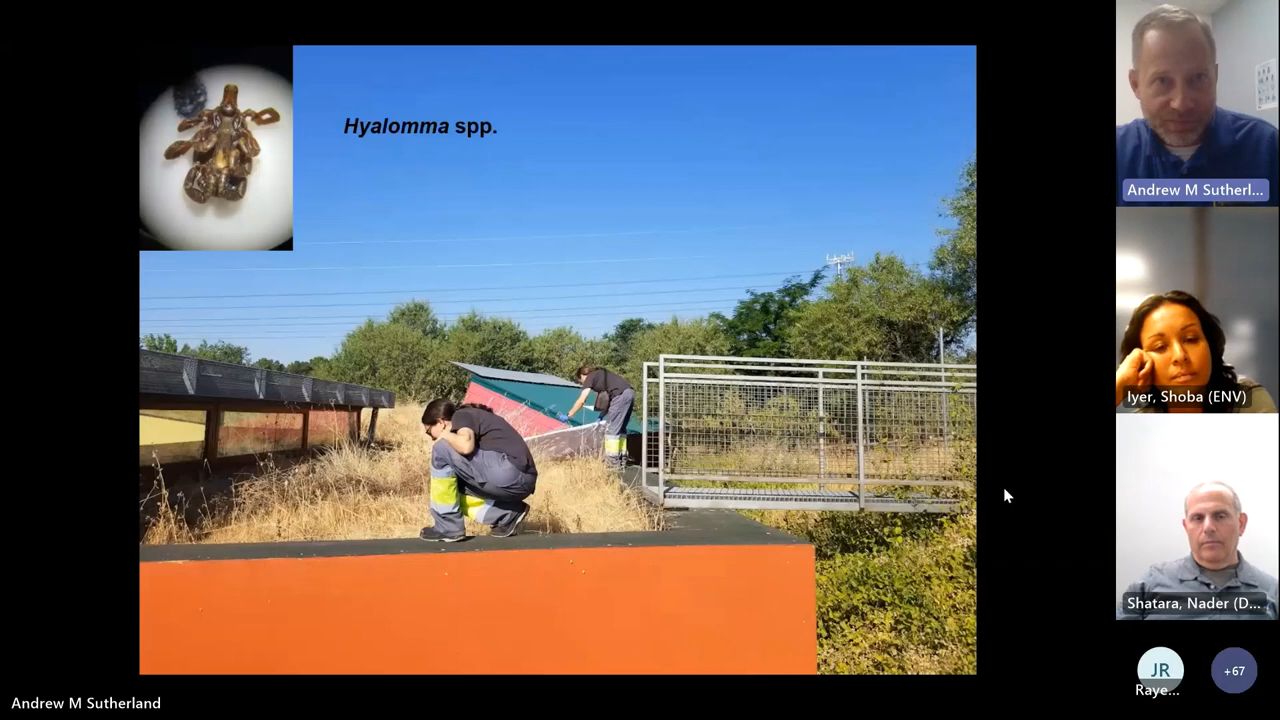 Hyalomma spp.
Andrew M Sutherl...
Iyer, Shoba (ENV)
Shatara, Nader (D...
JR
Raye...
+67
Andrew M Sutherland